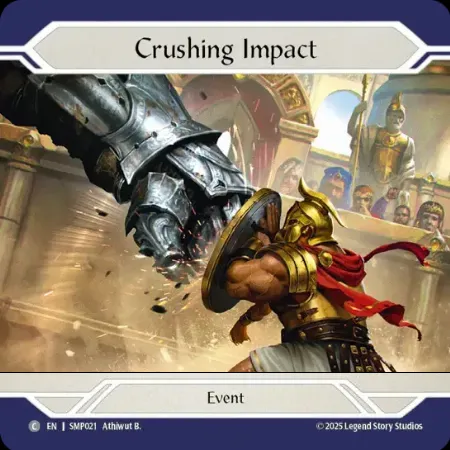 Crushing Impact
Event
C EN | SMP021 Athiwut B. © 2025 Legend Story Studios